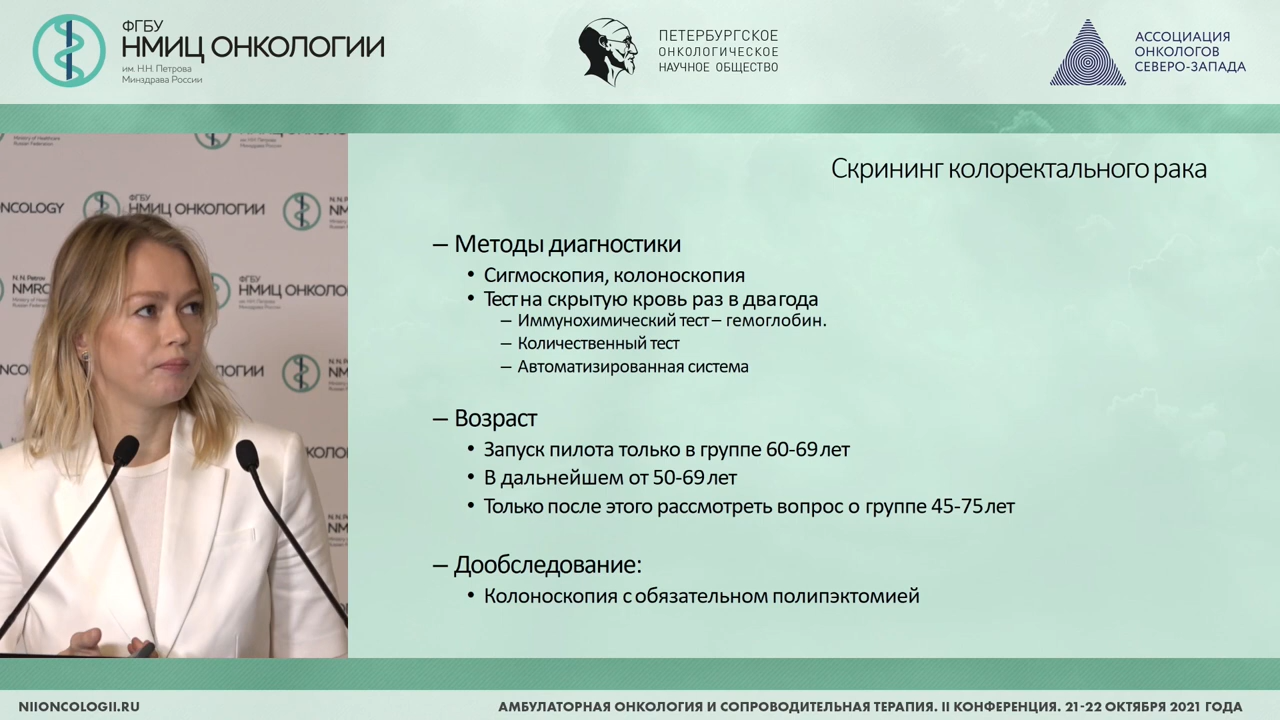 ФГБУ
НМИЦ ОНКОЛОГИИ
им. Н.Н. Петрова
Минздрава России
ПЕТЕРБУРГСКОЕ
ОНКОЛОГИЧЕСКОЕ
НАУЧНОЕ ОБЩЕСТВО
АССОЦИАЦИЯ
ОНКОЛОГОВ
СЕВЕРО-ЗАПАДА
Скрининг колоректального рака
– Методы диагностики
• Сигмоскопия, колоноскопия
• Тест на скрытую кровь раз в два года
– Иммунохимический тест – гемоглобин.
– Количественный тест
– Автоматизированная система
– Возраст
• Запуск пилота только в группе 60-69 лет
• В дальнейшем от 50-69 лет
• Только после этого рассмотреть вопрос о группе 45-75 лет
– Дообследование:
• Колоноскопия с обязательном полипэктомией
ФГБУ
НМИЦ ОНКОЛОГИИ
NIIONCOLOGII.RU
АМБУЛАТОРНАЯ ОНКОЛОГИЯ И СОПРОВОДИТЕЛЬНАЯ ТЕРАПИЯ. II КОНФЕРЕНЦИЯ. 21-22 ОКТЯБРЯ 2021 ГОДА